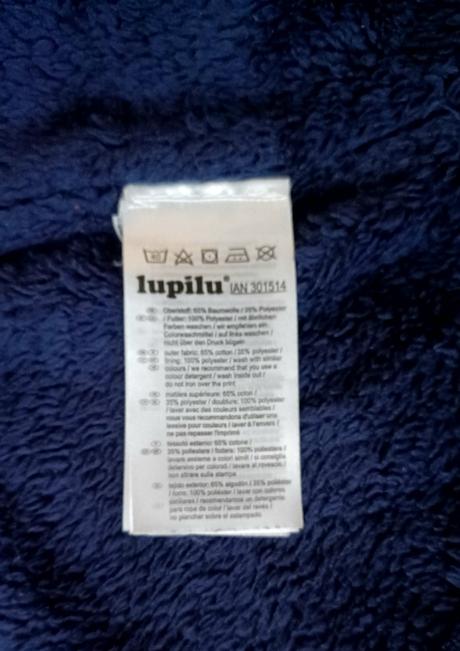 lupilu® IAN 301514
Oberstoff: 65% Baumwolle / 35% Polyester
/ Futter: 100% Polyester / mit ähnlichen
Farben waschen / wir empfehlen ein
Colorwaschmittel / auf links waschen /
nicht über den Druck bügeln
outer fabric: 65% cotton / 35% polyester /
lining: 100% polyester / wash with similar
colours / we recommend that you use a
colour detergent / wash inside out /
do not iron over the print
matière supérieure: 65% coton /
35% polyester / doublure: 100% polyester
/ laver avec des couleurs semblables /
nous vous recommandons d'utiliser une
lessive pour couleurs / laver à l'envers /
ne pas repasser l'imprimé
tessuto esterno: 65% cotone /
35% poliestere / fodera: 100% poliestere /
lavare assieme a colori simili / si consiglia
detersivo per colorati / lavare al rovescio /
non stirare sulla stampa
tejido exterior: 65% algodón / 35% poliéster
/ forro: 100% poliéster / lavar con colores
similares / recomendamos un detergente
para ropa de color / lavar del revés /
no planchar sobre el estampado